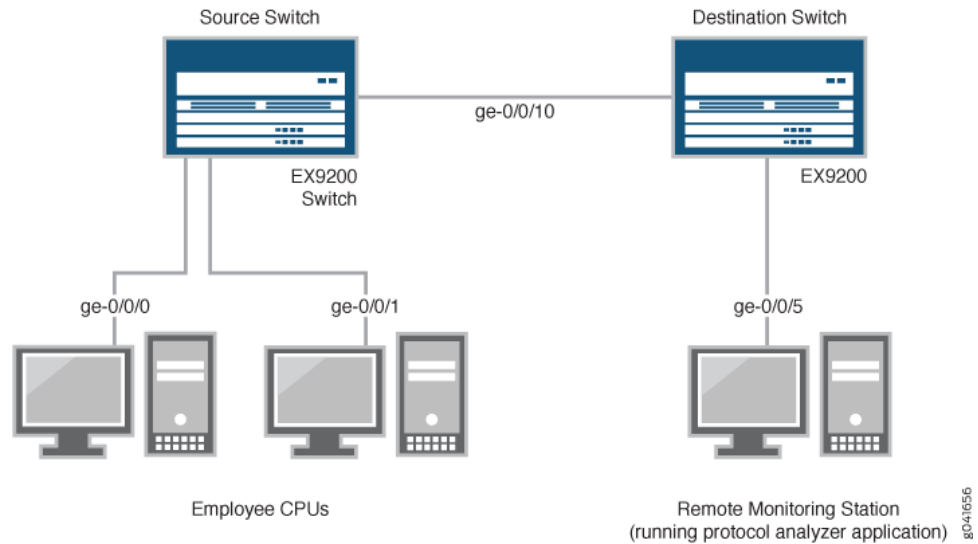 Source Switch
Destination Switch
ge-0/0/10
EX9200
Switch
EX9200
ge-0/0/0
ge-0/0/1
ge-0/0/5
Employee CPUs
Remote Monitoring Station
(running protocol analyzer application)
g041656